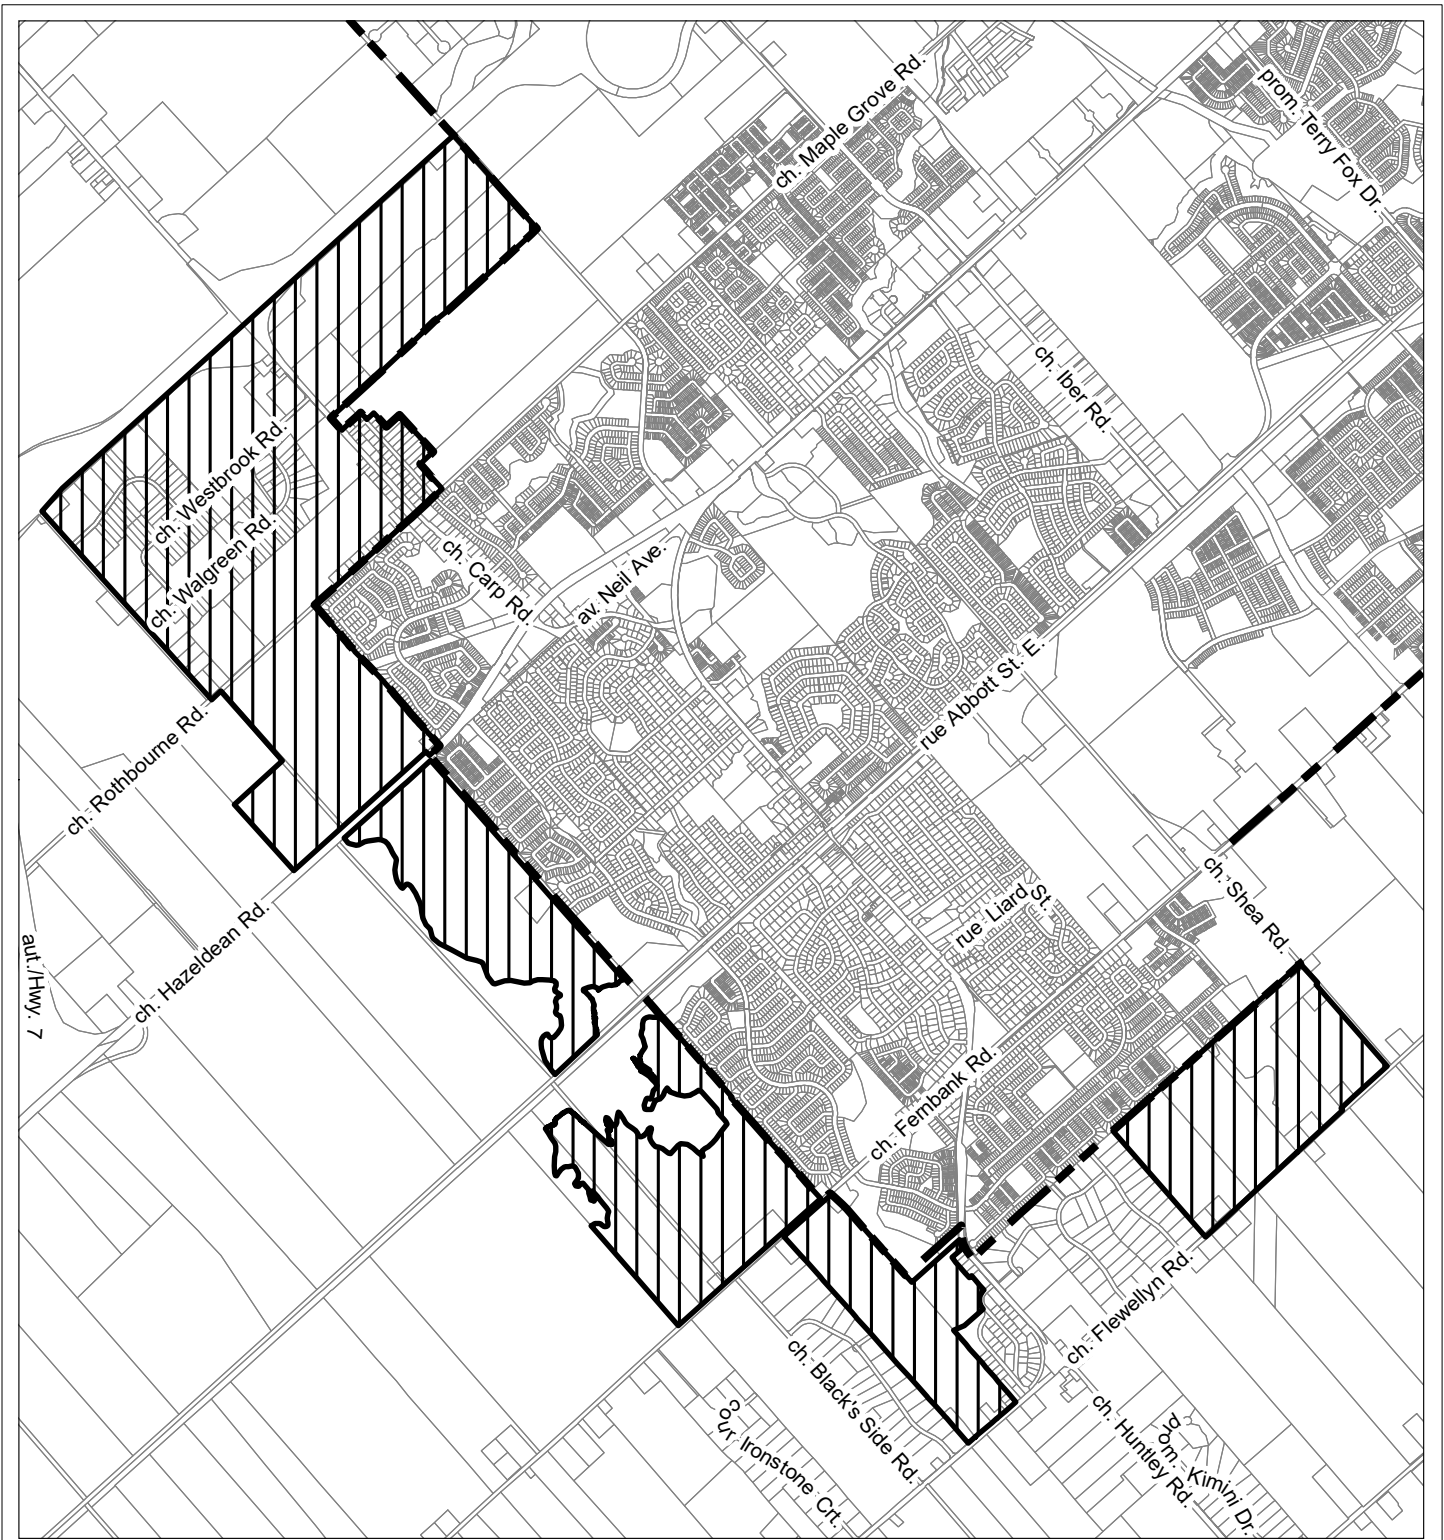 ch. Maple Grove Rd.
prom. Terry Fox Dr.
ch. Iber Rd.
ch. Westbrook Rd.
ch. Walgreen Rd.
ch. Carp Rd.
av. Neil Ave.
rue Abbott St. E.
ch. Rothbourne Rd.
ch. Shea Rd.
rue Liard St.
ch. Hazeldean Rd.
aut./Hwy. 7
ch. Fernbank Rd.
ch. Flewellyn Rd.
ch. Black's Side Rd.
cour Ironstone Crt.
ch. Huntley Rd.
prom. Kimini Dr.
old